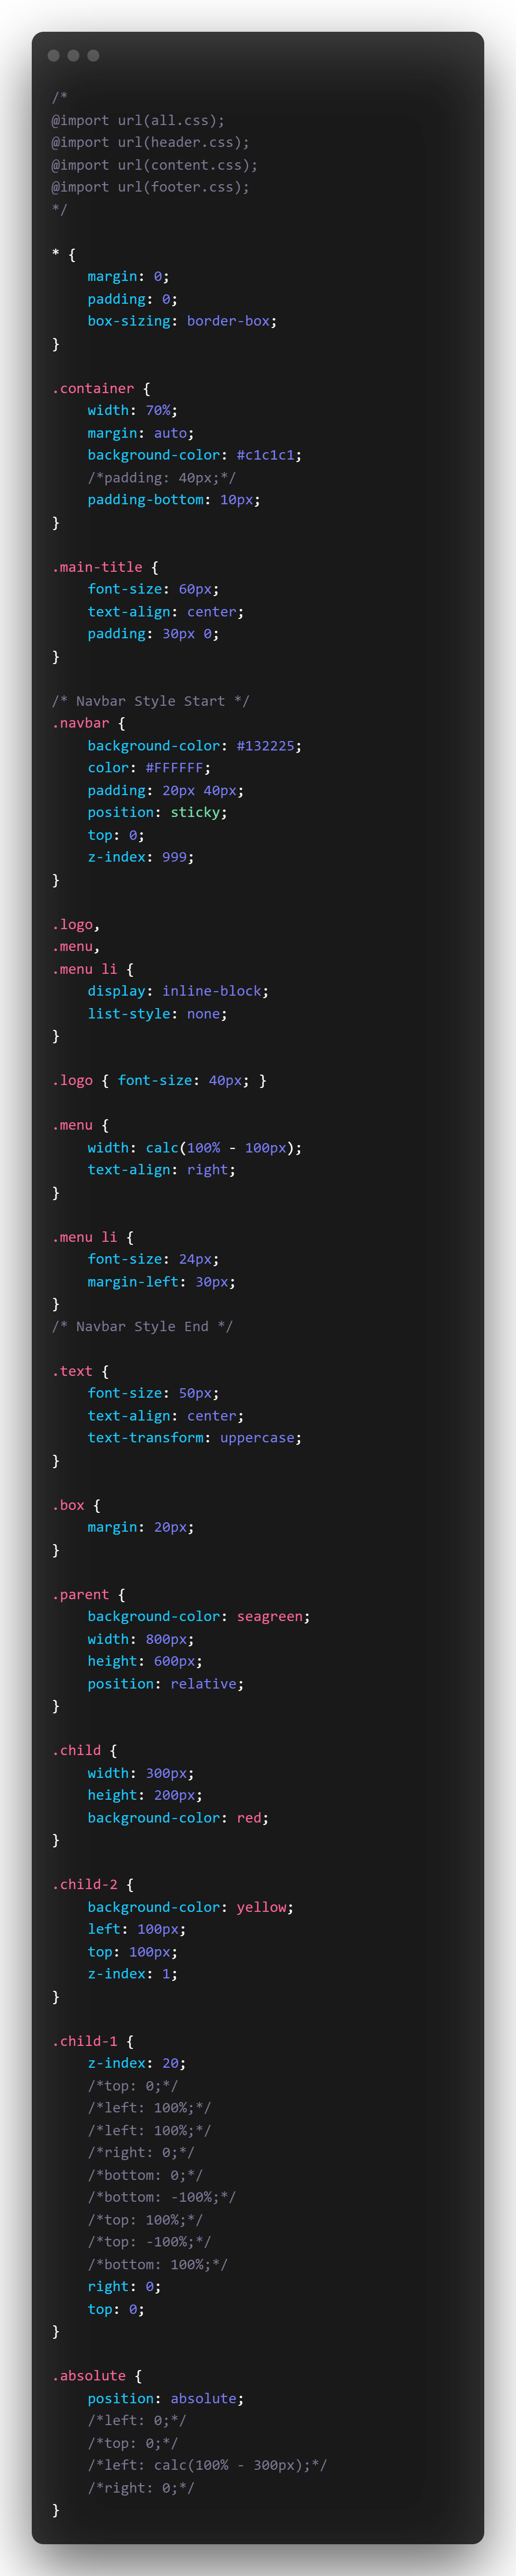 /*
@import url(all.css);
@import url(header.css);
@import url(content.css);
@import url(footer.css);
*/

* {
    margin: 0;
    padding: 0;
    box-sizing: border-box;
}

.container {
    width: 70%;
    margin: auto;
    background-color: #c1c1c1;
    /*padding: 40px;*/
    padding-bottom: 10px;
}

.main-title {
    font-size: 60px;
    text-align: center;
    padding: 30px 0;
}

/* Navbar Style Start */
.navbar {
    background-color: #132225;
    color: #FFFFFF;
    padding: 20px 40px;
    position: sticky;
    top: 0;
    z-index: 999;
}

.logo,
.menu,
.menu li {
    display: inline-block;
    list-style: none;
}

.logo { font-size: 40px; }

.menu {
    width: calc(100% - 100px);
    text-align: right;
}

.menu li {
    font-size: 24px;
    margin-left: 30px;
}
/* Navbar Style End */

.text {
    font-size: 50px;
    text-align: center;
    text-transform: uppercase;
}

.box {
    margin: 20px;
}

.parent {
    background-color: seagreen;
    width: 800px;
    height: 600px;
    position: relative;
}

.child {
    width: 300px;
    height: 200px;
    background-color: red;
}

.child-2 {
    background-color: yellow;
    left: 100px;
    top: 100px;
    z-index: 1;
}

.child-1 {
    z-index: 20;
    /*top: 0;*/
    /*left: 100%;*/
    /*left: 100%;*/
    /*right: 0;*/
    /*bottom: 0;*/
    /*bottom: -100%;*/
    /*top: 100%;*/
    /*top: -100%;*/
    /*bottom: 100%;*/
    right: 0;
    top: 0;
}

.absolute {
    position: absolute;
    /*left: 0;*/
    /*top: 0;*/
    /*left: calc(100% - 300px);*/
    /*right: 0;*/
}